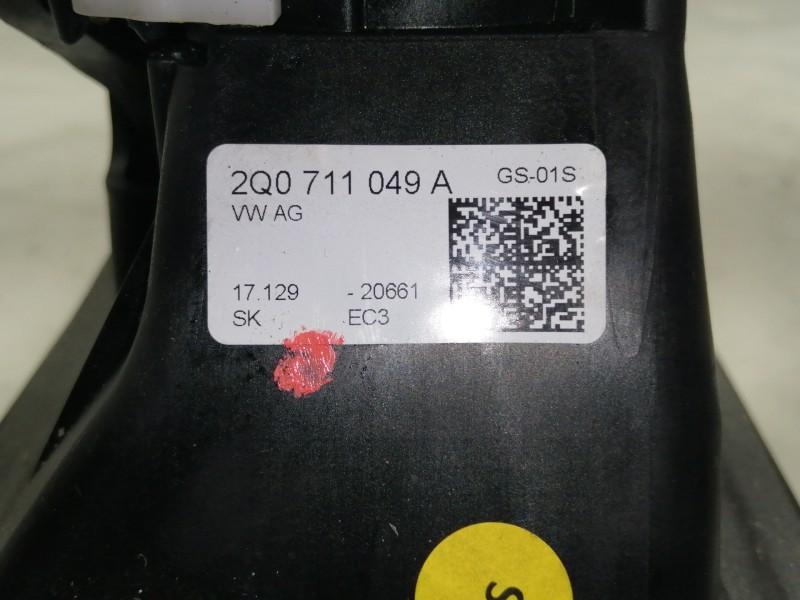 2Q0 711 049 A GS-01S
VW AG
17.129 - 20661
SK EC3
S